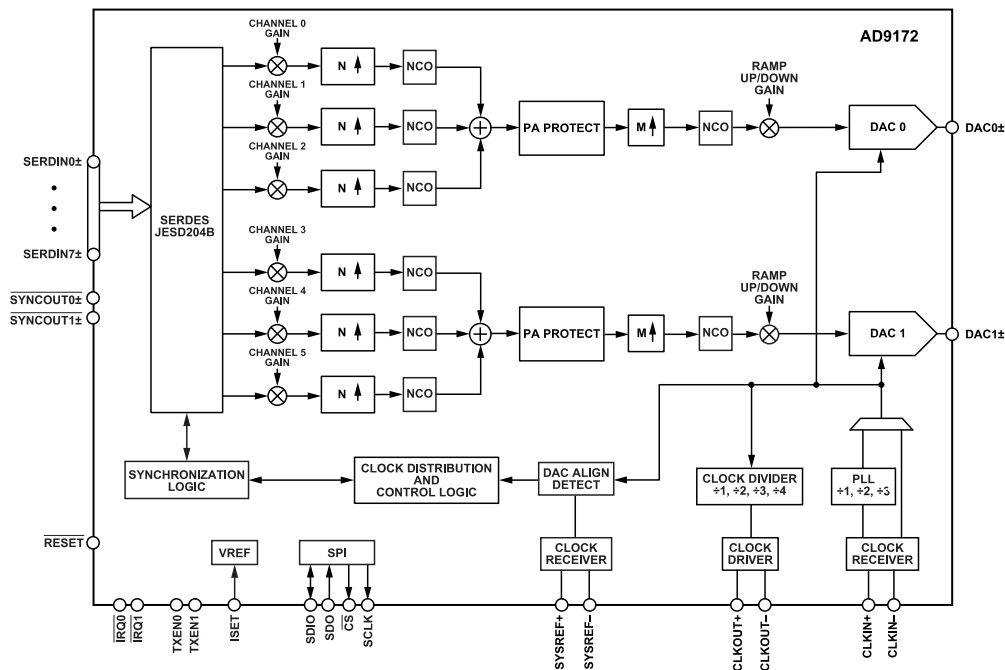 AD9172
CHANNEL 0
GAIN
N
NCO
CHANNEL 1
GAIN
N
NCO
CHANNEL 2
GAIN
N
NCO
PA PROTECT
M
NCO
RAMP
UP/DOWN
GAIN
DAC 0
DAC0±
SERDIN0±
SERDIN7±
SYNCOUT0±
SYNCOUT1±
SERDES
JESD204B
CHANNEL 3
GAIN
N
NCO
CHANNEL 4
GAIN
N
NCO
CHANNEL 5
GAIN
N
NCO
PA PROTECT
M
NCO
RAMP
UP/DOWN
GAIN
DAC 1
DAC1±
SYNCHRONIZATION
LOGIC
CLOCK DISTRIBUTION
AND
CONTROL LOGIC
DAC ALIGN
DETECT
CLOCK DIVIDER
÷1, ÷2, ÷3, ÷4
PLL
÷1, ÷2, ÷3
RESET
VREF
SPI
CLOCK
RECEIVER
CLOCK
DRIVER
CLOCK
RECEIVER
IRQ0
IRQ1
TXEN0
TXEN1
ISET
SDIO
SDO
CS
SCLK
SYSREF+
SYSREF–
CLKOUT+
CLKOUT–
CLKIN+
CLKIN–